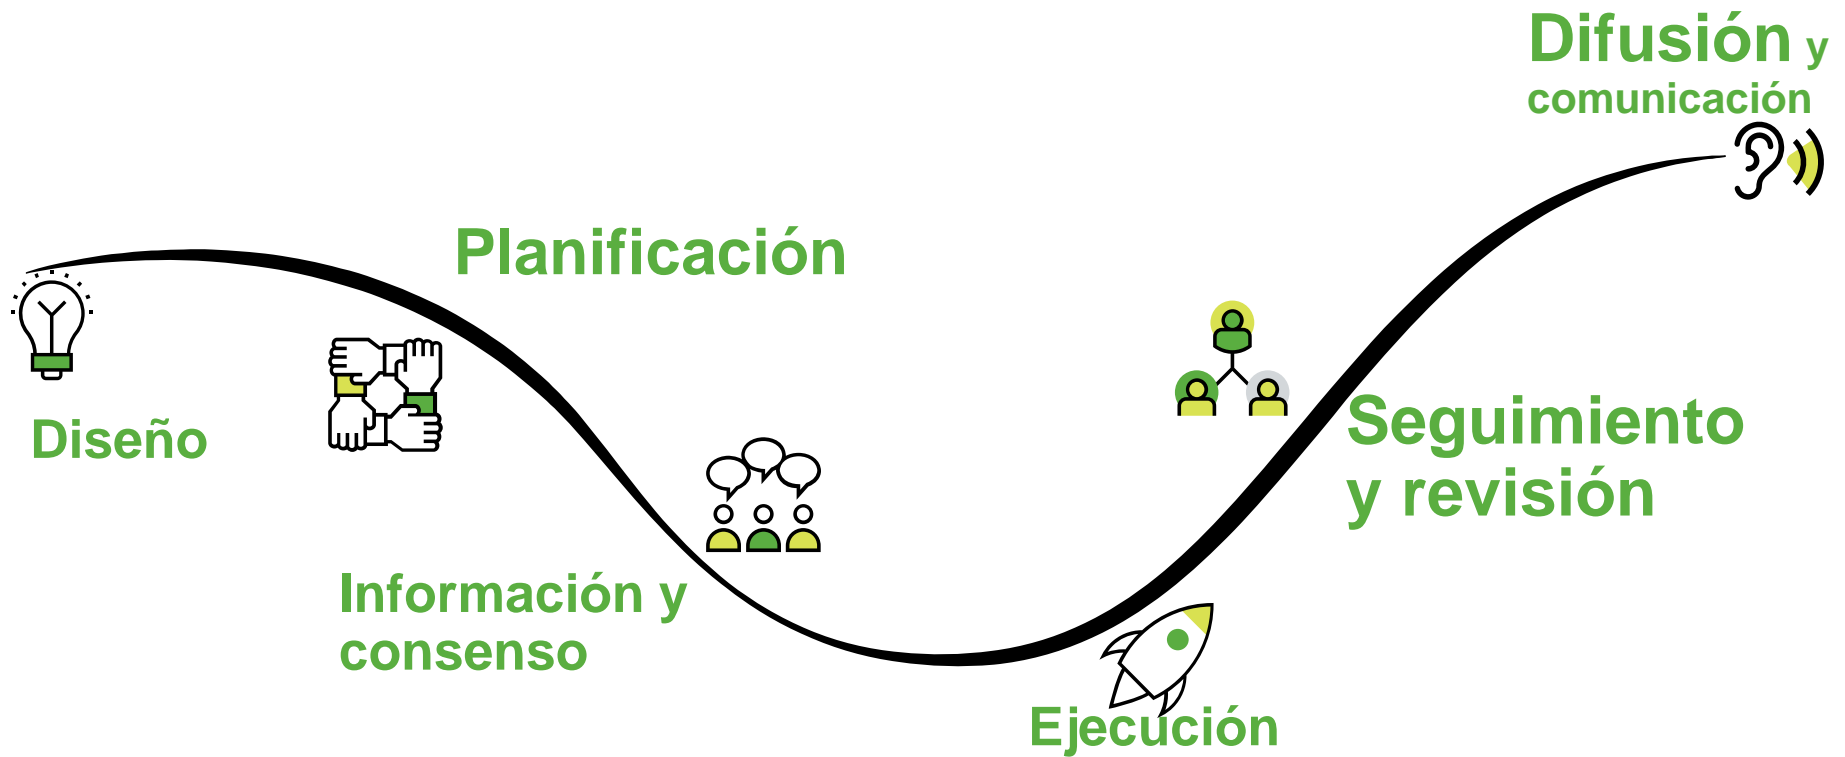 Diseño
Información y
consenso
Planificación
Ejecución
Seguimiento
y revisión
Difusión y
comunicación